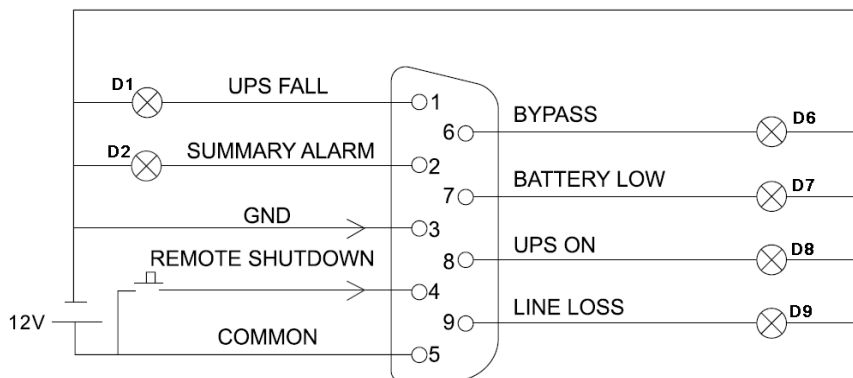 D1
UPS FALL
1
D2
SUMMARY ALARM
2
GND
3
REMOTE SHUTDOWN
4
12V
COMMON
5
6
BYPASS
D6
7
BATTERY LOW
D7
8
UPS ON
D8
9
LINE LOSS
D9